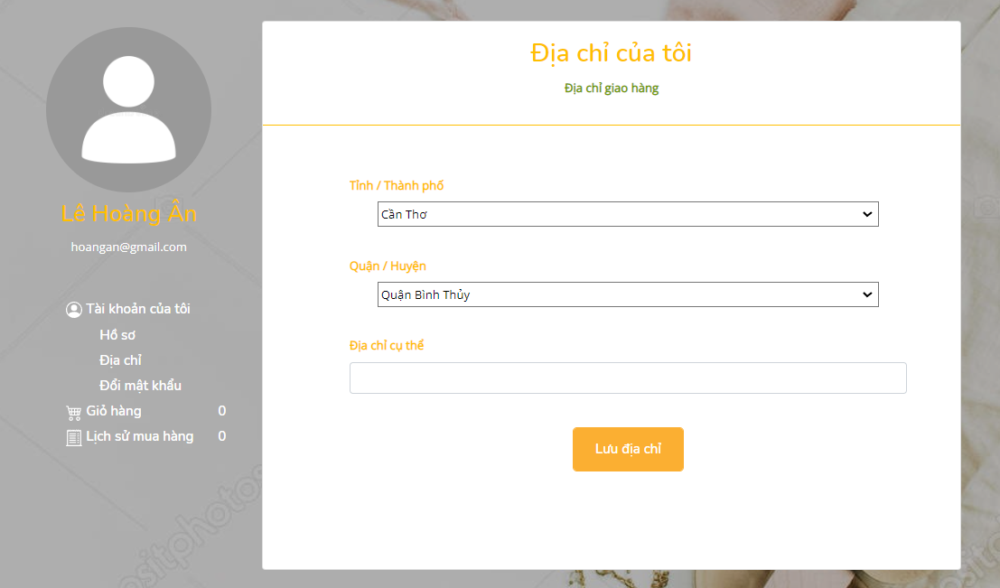 Lê Hoàng Ân
hoangan@gmail.com
Tài khoản của tôi
Hồ sơ
Địa chỉ
Đổi mật khẩu
Giỏ hàng 0
Lịch sử mua hàng 0
Địa chỉ của tôi
Địa chỉ giao hàng
Tỉnh / Thành phố
Cần Thơ
Quận / Huyện
Quận Bình Thủy
Địa chỉ cụ thể
Lưu địa chỉ